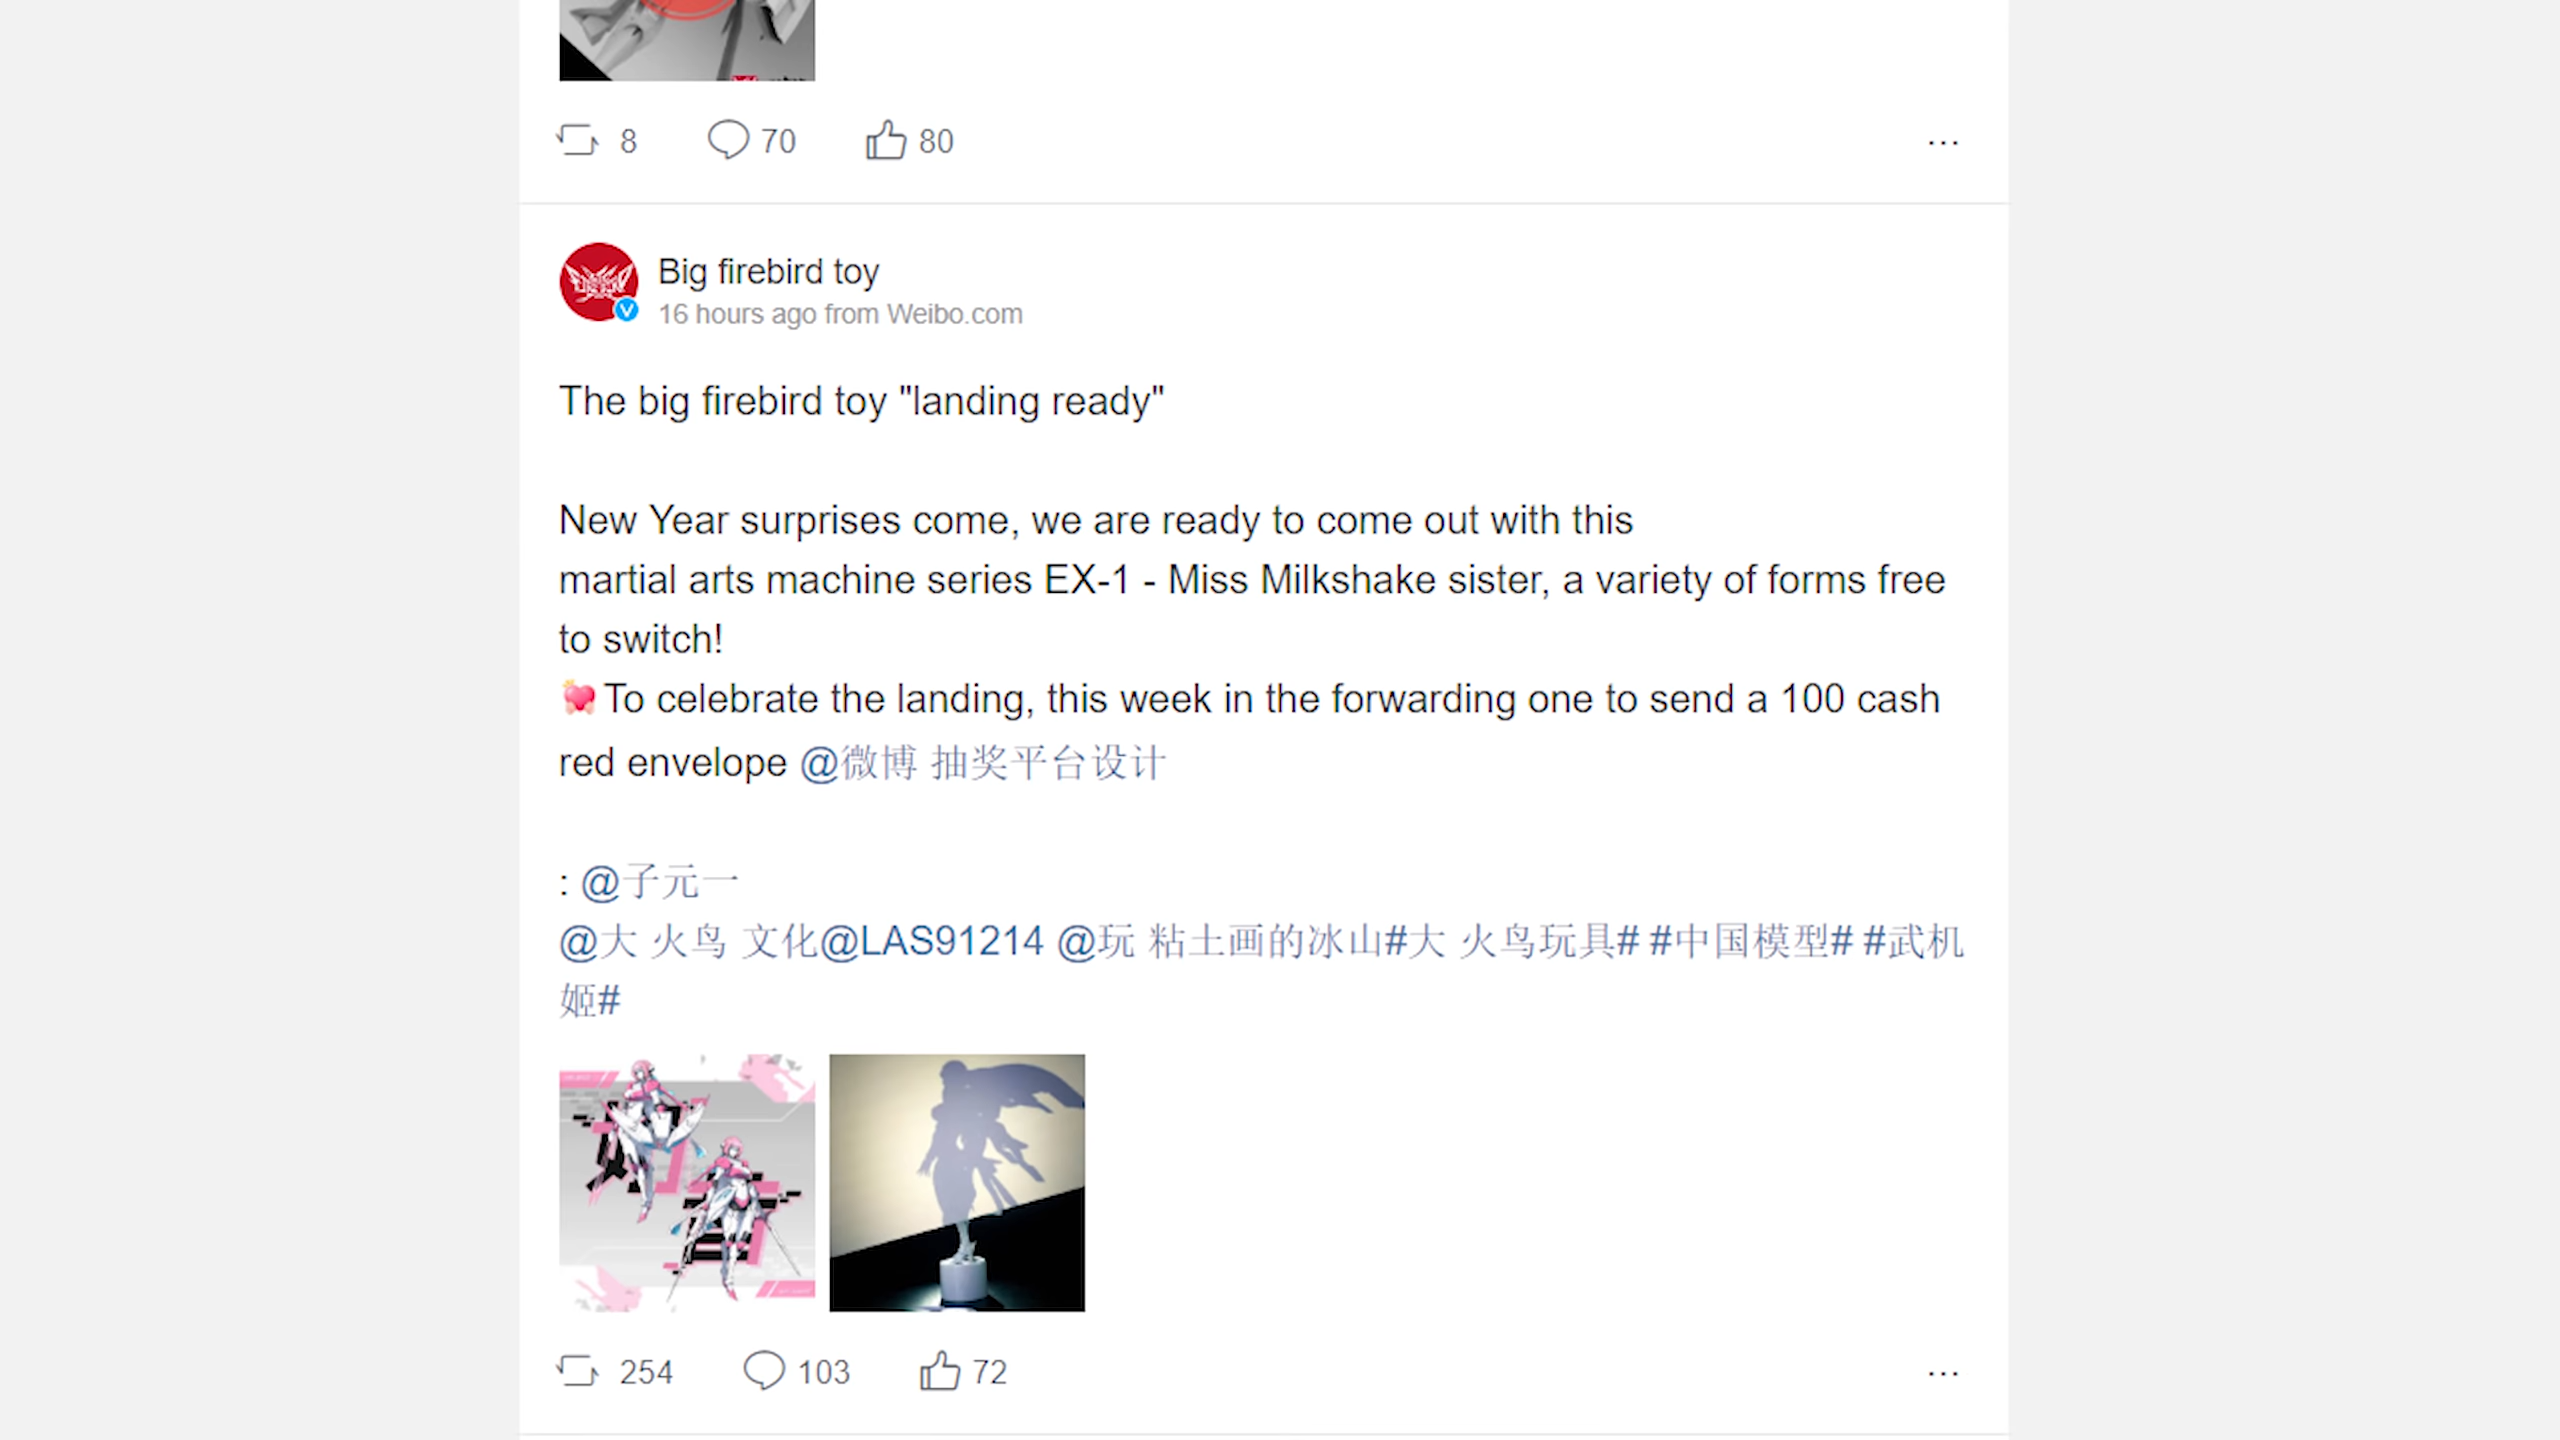 8 70 80
Big firebird toy
16 hours ago from Weibo.com
The big firebird toy "landing ready"
New Year surprises come, we are ready to come out with this
martial arts machine series EX-1 - Miss Milkshake sister, a variety of forms free
to switch!
To celebrate the landing, this week in the forwarding one to send a 100 cash
red envelope @微博 抽奖平台设计
: @子元一
@大 火鸟 文化@LAS91214 @玩 粘土画的冰山#大 火鸟玩具# #中国模型# #武机
姬#
254 103 72